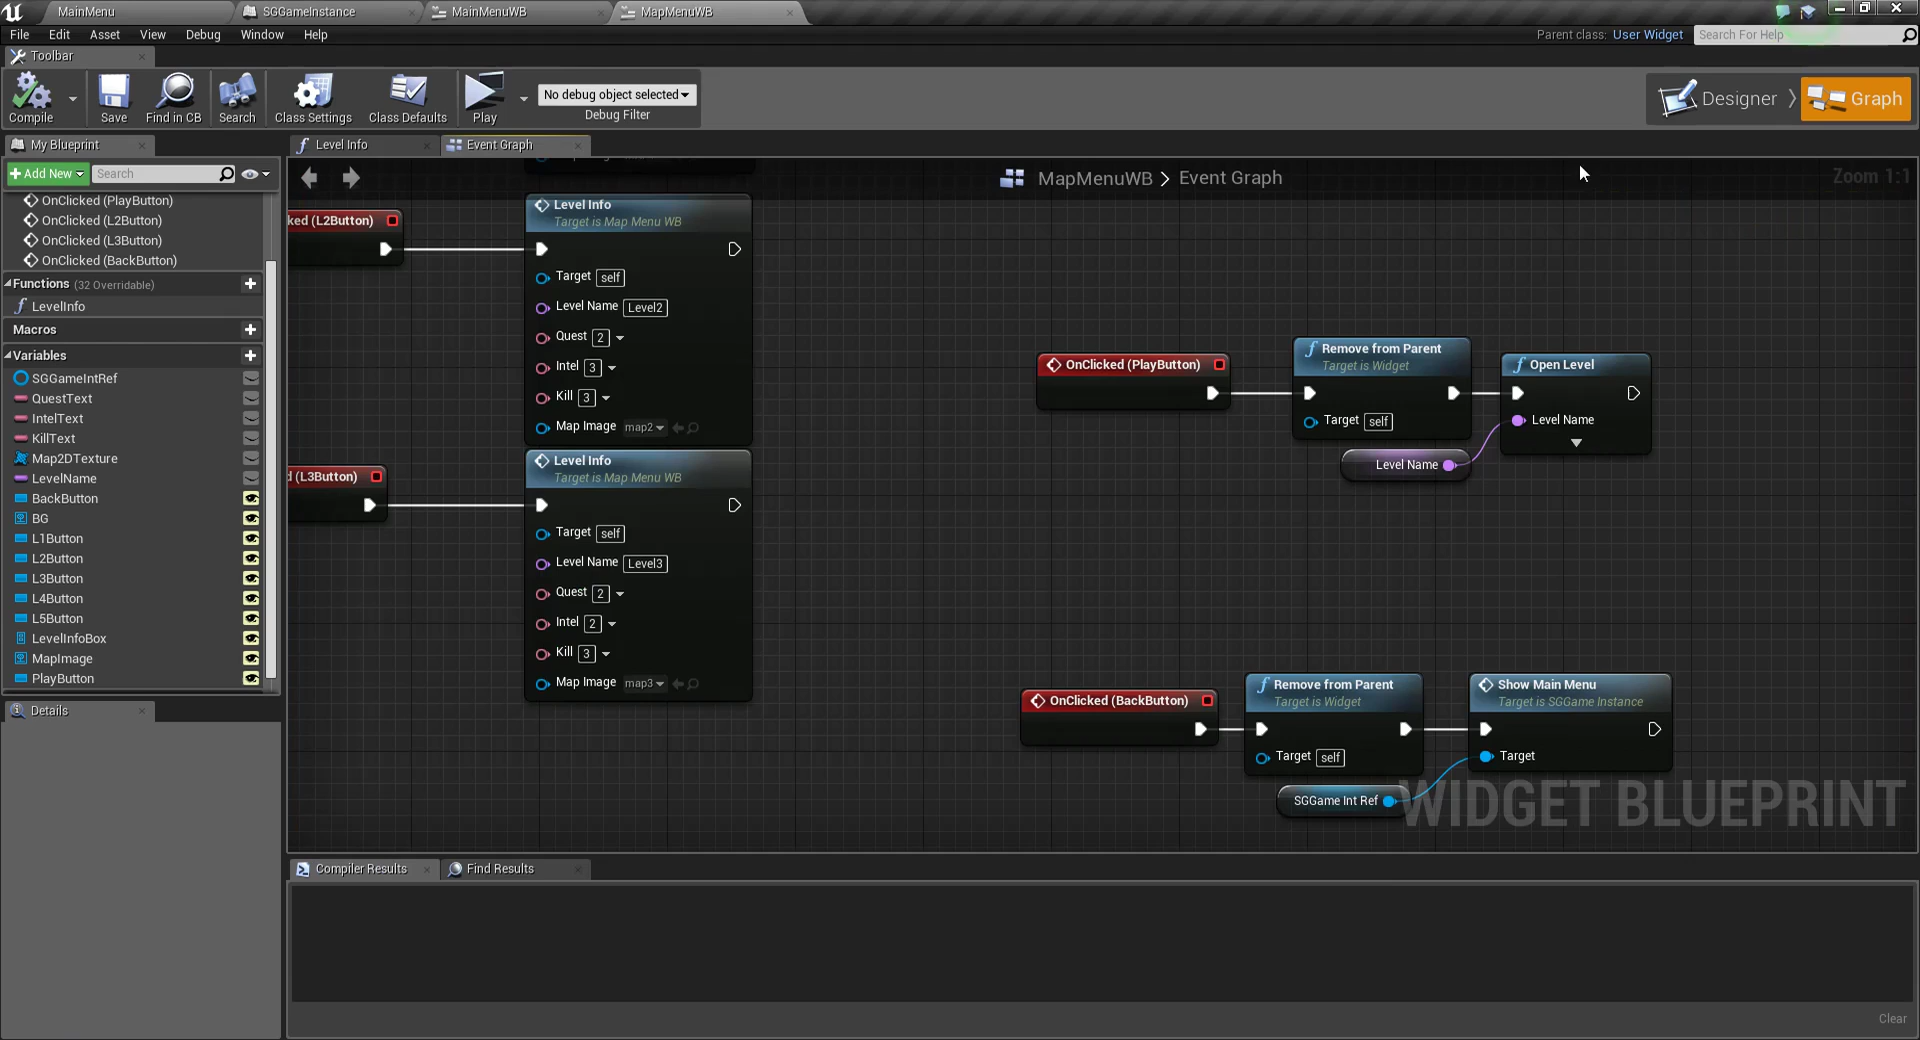 MainMenu
SGGameInstance
MainMenuWB
MapMenuWB
File
Edit
Asset
View
Debug
Window
Help
Parent class: User Widget
Search For Help
Toolbar
Compile
Save
Find in CB
Search
Class Settings
Class Defaults
Play
No debug object selected
Debug Filter
Designer
Graph
My Blueprint
Level Info
Event Graph
Add New
Search
MapMenuWB > Event Graph
Zoom 1:1
OnClicked (PlayButton)
OnClicked (L2Button)
OnClicked (L3Button)
OnClicked (BackButton)
Functions (32 Overridable)
LevelInfo
Macros
Variables
SGGameIntRef
QuestText
IntelText
KillText
Map2DTexture
LevelName
BackButton
BG
L1Button
L2Button
L3Button
L4Button
L5Button
LevelInfoBox
MapImage
PlayButton
Details
ked (L2Button)
Level Info
Target is Map Menu WB
Target self
Level Name Level2
Quest 2
Intel 3
Kill 3
Map Image map2
d (L3Button)
Level Info
Target is Map Menu WB
Target self
Level Name Level3
Quest 2
Intel 2
Kill 3
Map Image map3
OnClicked (PlayButton)
Remove from Parent
Target is Widget
Target self
Open Level
Level Name
Level Name
OnClicked (BackButton)
Remove from Parent
Target is Widget
Target self
Show Main Menu
Target is SGGame Instance
Target
SGGame Int Ref
WIDGET BLUEPRINT
Compiler Results
Find Results
Clear